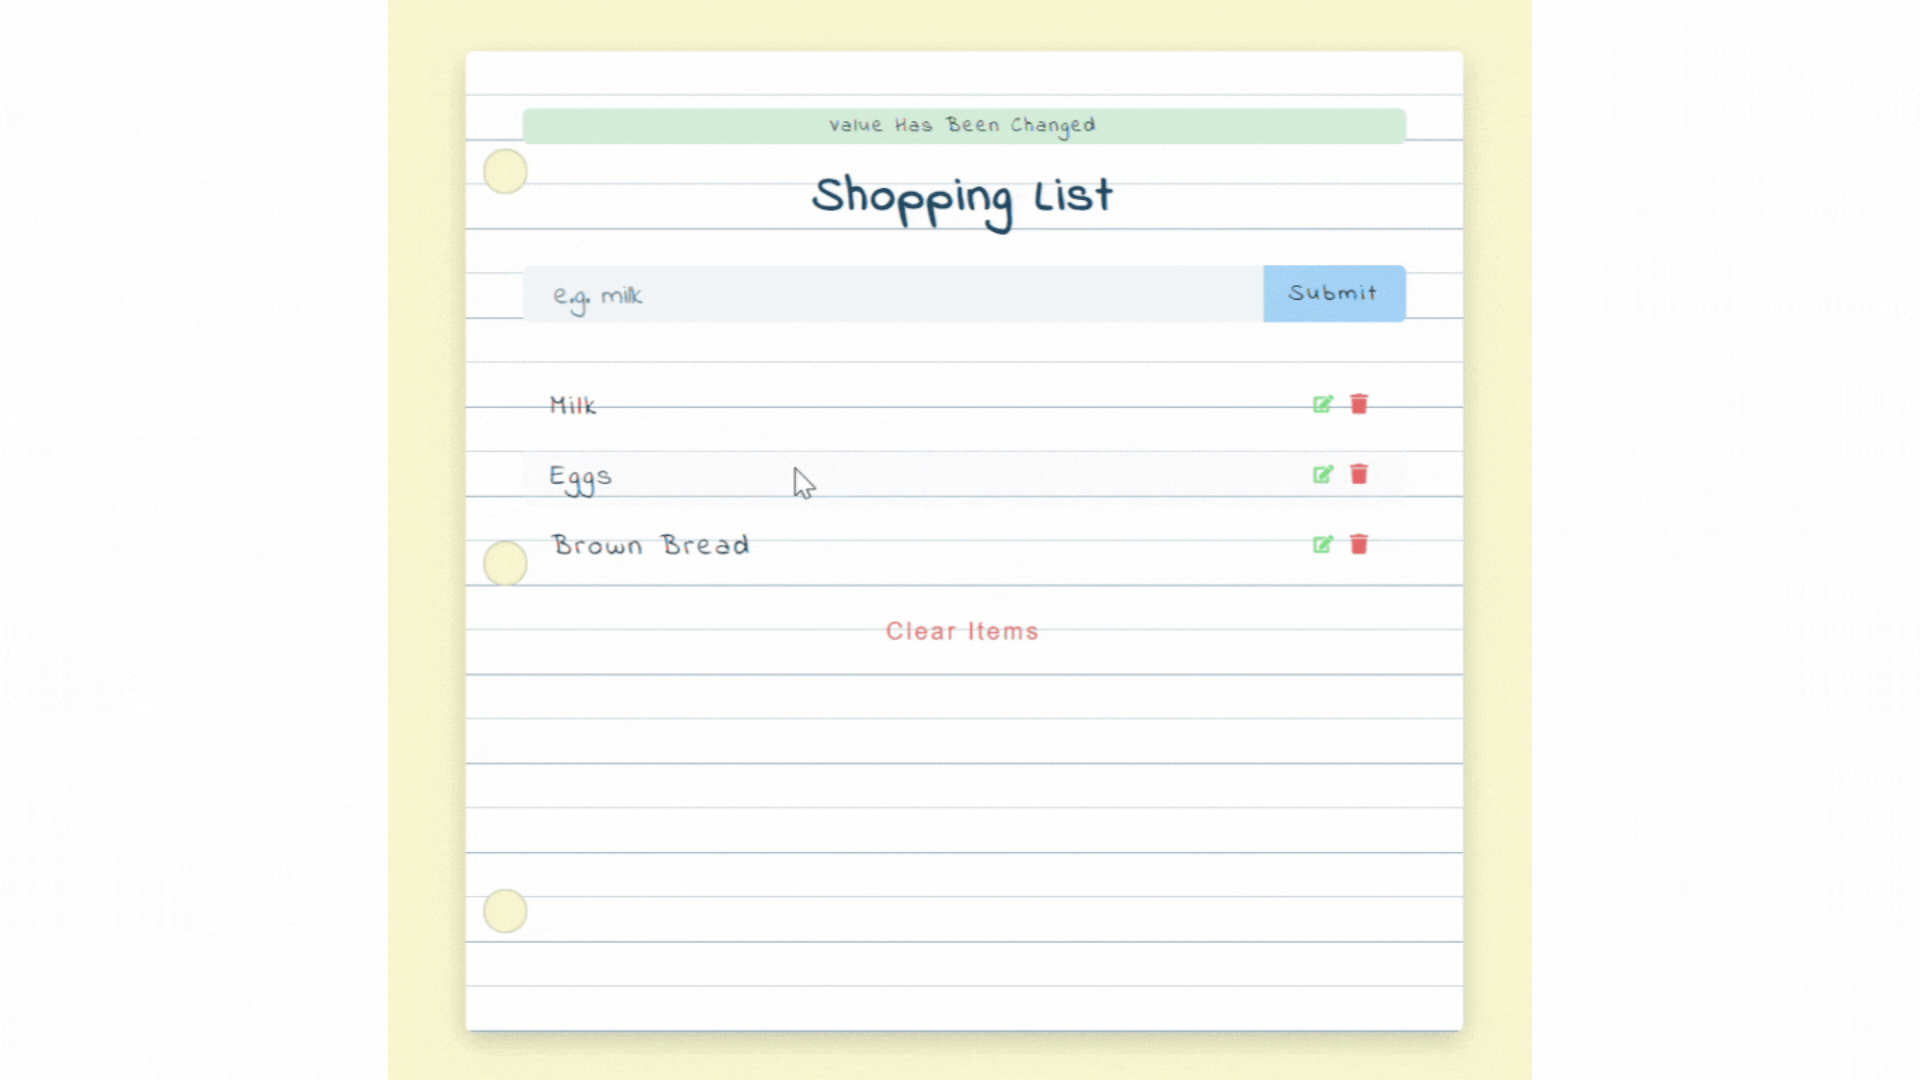 Value Has Been Changed
Shopping List
e.g. milk
Submit
Milk
Eggs
Brown Bread
Clear Items